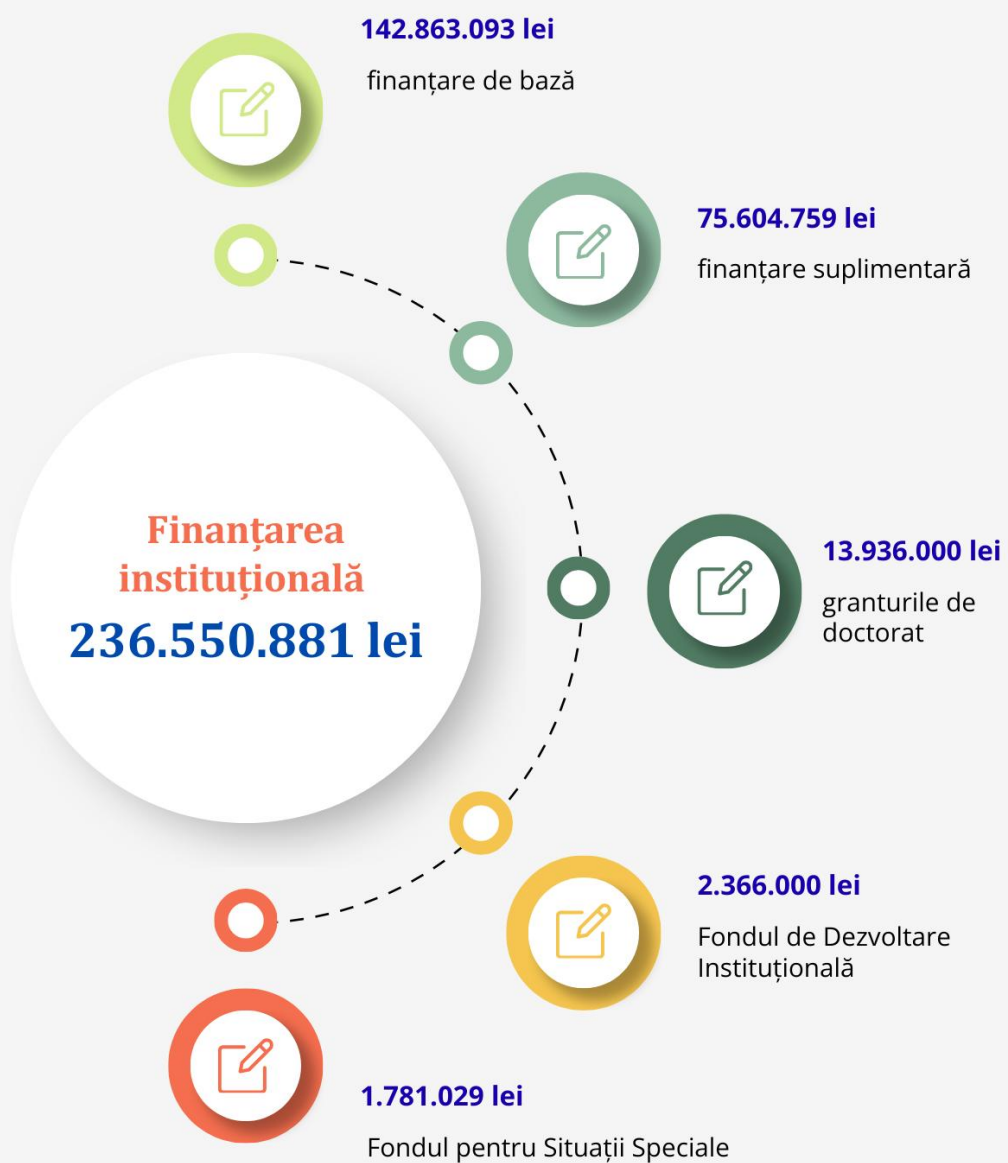 142.863.093 lei
finanțare de bază
75.604.759 lei
finanțare suplimentară
Finanțarea
instituțională
236.550.881 lei
13.936.000 lei
granturile de
doctorat
2.366.000 lei
Fondul de Dezvoltare
Instituțională
1.781.029 lei
Fondul pentru Situații Speciale